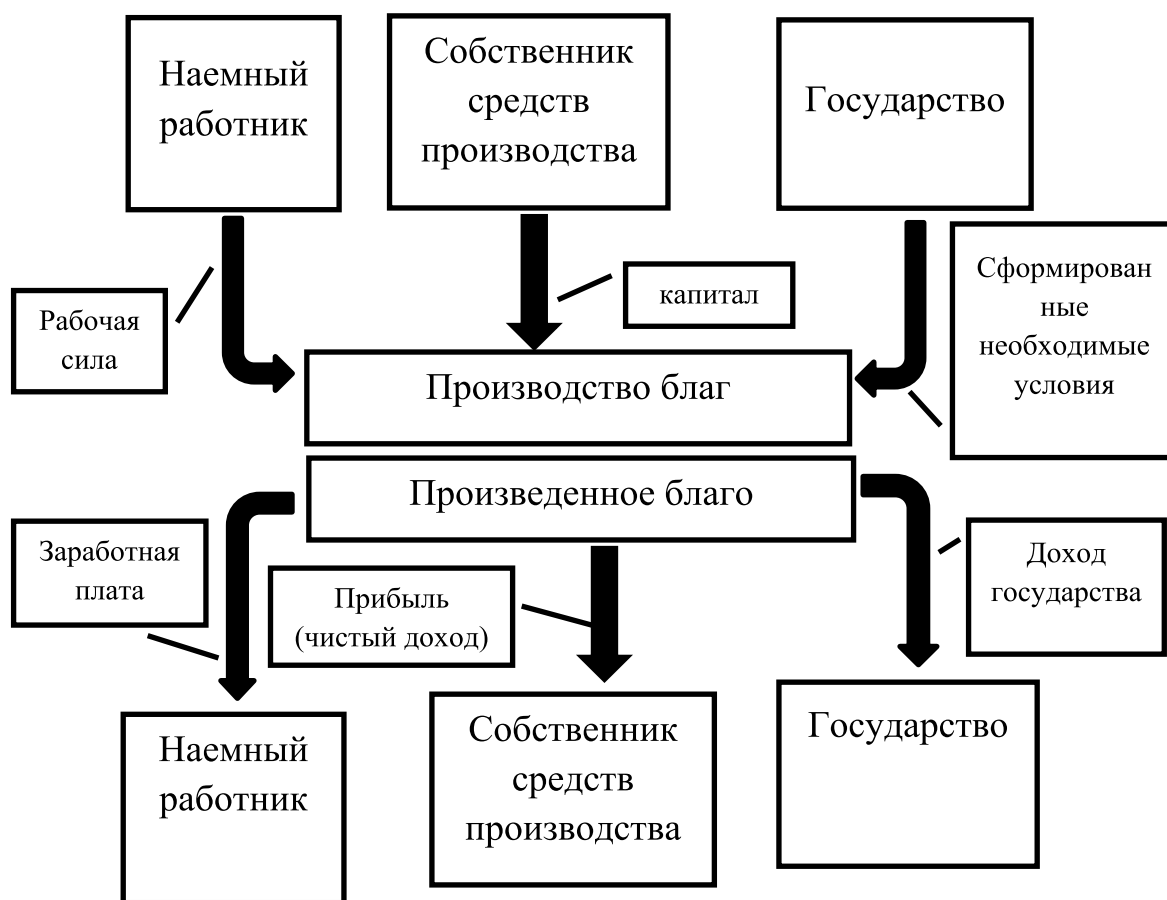 Наемный
работник
Собственник
средств
производства
Государство
Рабочая
сила
капитал
Сформирован
ные
необходимые
условия
Производство благ
Произведенное благо
Заработная
плата
Прибыль
(чистый доход)
Доход
государства
Наемный
работник
Собственник
средств
производства
Государство